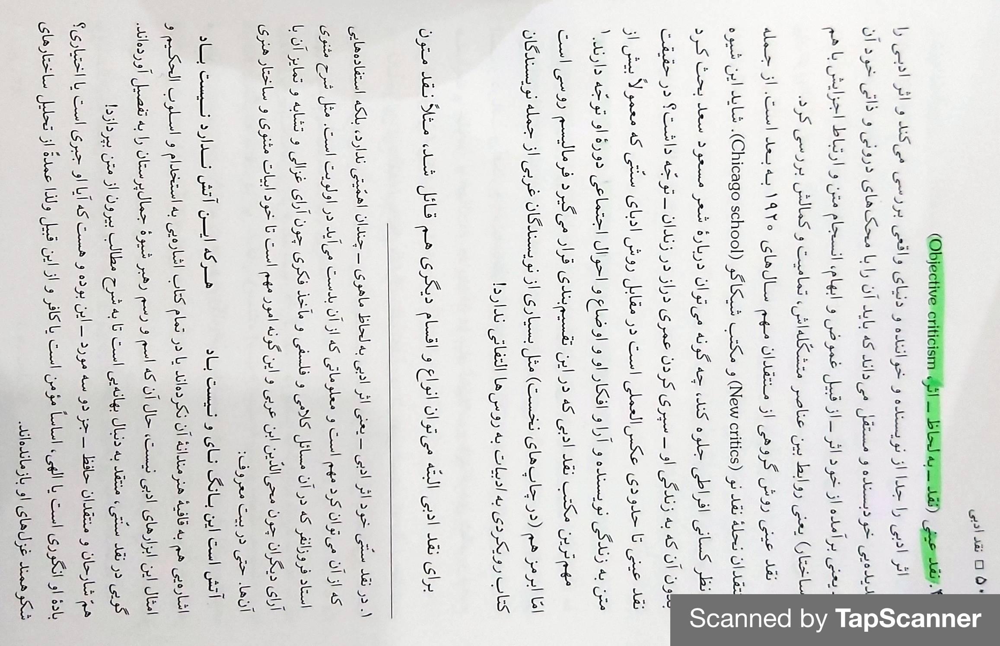 ۵۰ □ نقد ادبی
۴. نقد عینی (نقد ـ به لحاظ ـ اثر، Objective criticism)
اثر ادبی را جدا از نویسنده و خواننده و دنیای واقعی بررسی می‌کند و اثر ادبی را
پدیده‌یی خودبسنده و مستقل می‌داند که باید آن را با محک‌های درونی و ذاتی خود آن
ـ یعنی برآمده از خود اثر ـ از قبیل غموض و ابهام، انسجام متن و ارتباط اجزایش با هم
(ساختار) یعنی روابط بین عناصر متشکّله‌اش، تمامیت و کمالش بررسی کرد.
نقد عینی روش گروهی از منتقدان مهم سال‌های ۱۹۲۰ به بعد است. از جمله
منتقدان نحلهٔ نقد نو (New critics) و مکتب شیکاگو (Chicago school). شاید این شیوه
نظر کسانی افراطی جلوه کند، چه گونه می‌توان دربارهٔ شعر مسعود سعد بحث کرد
بدون آن که به زندگی او ـ سپری کردن عمری دراز در زندان ـ توجّه داشت؟ در حقیقت
نقد عینی تا حدودی عکس‌العملی است در مقابل روش ادبای سنّتی که معمولاً بیش از
متن به زندگی نویسنده و آرا و افکار او و اوضاع و احوال اجتماعی دورهٔ او توجّه دارند.۱
مهم‌ترین مکتب نقد ادبی که در این تقسیم‌بندی قرار می‌گیرد فرمالیسم روسی است
امّا ابرمز هم (در چاپ‌های نخست) مثل بسیاری از نویسندگان غربی از جمله نویسندگان
کتاب رویکردی به ادبیات به روس‌ها التفاتی ندارد!
برای نقد ادبی البتّه می‌توان انواع و اقسام دیگری هم قائل شد، مثلاً نقد متون
۱. در نقد سنّتی خود اثر ادبی ـ یعنی اثر ادبی به لحاظ ماهوی ـ چندان اهمّیتی ندارد، بلکه استفاده‌هایی
که از آن می‌توان کرد مهم است و معلوماتی که از آن بدست می‌آید در اولویت است. مثل شرح مثنوی
استاد فروزانفر که در آن مسائل کلامی و فلسفی و مآخذ فکری چون آرای غزالی و تشابه و تمایز آن با
آرای دیگران چون محی‌الدّین ابن عربی و این گونه امور مهم است تا خود ابیات مثنوی و ساختار هنری
آن‌ها. حتی در بیت معروف:
آتش است این بانگ نای و نیست باد هرکه این آتش ندارد نیست باد
اشاره‌یی هم به قافیهٔ هنرمندانهٔ آن نکرده‌اند یا در تمام کتاب اشاره‌یی به استخدام و اسلوب الحکیم و
امثال این ابزارهای ادبی نیست، حال آن که اسم و رسم رهبر شیوهٔ جمال‌پرستان را به تفصیل آورده‌اند.
گویی در نقد سنّتی، منتقد به دنبال بهانه‌یی است تا به شرح مطالب بیرون از متن بپردازد!
همّ شارحان و منتقدان حافظ ـ جز دو سه مورد ـ این بوده و هست که آیا او جبری است یا اختیاری؟
بادهٔ او انگوری است یا الهی، اساساً مؤمن است یا کافر و از این قبیل ولذا عمدةً از تحلیل ساختارهای
شکوهمند غزل‌های او بازمانده‌اند.
Scanned by TapScanner